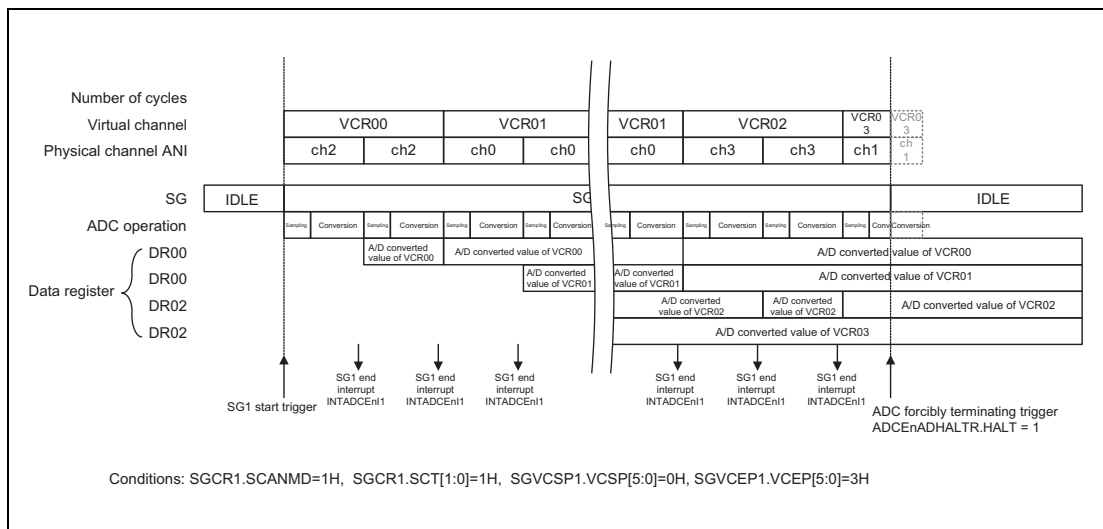 Number of cycles
Virtual channel VCR00 VCR01 VCR01 VCR02 VCR0 3 VCR0 3
Physical channel ANI ch2 ch2 ch0 ch0 ch0 ch3 ch3 ch1 ch 1
SG IDLE SG IDLE
ADC operation Sampling Conversion Sampling Conversion Sampling Conversion Sampling Conversion Sampling Conversion Sampling Conversion Sampling Conversion Sampling Conv Conversion
Data register
DR00 A/D converted value of VCR00 A/D converted value of VCR00 A/D converted value of VCR00
DR00 A/D converted value of VCR01 A/D converted value of VCR01 A/D converted value of VCR01
DR02 A/D converted value of VCR02 A/D converted value of VCR02 A/D converted value of VCR02
DR02 A/D converted value of VCR03
SG1 start trigger
SG1 end interrupt INTADCEnI1
SG1 end interrupt INTADCEnI1
SG1 end interrupt INTADCEnI1
SG1 end interrupt INTADCEnI1
SG1 end interrupt INTADCEnI1
SG1 end interrupt INTADCEnI1
ADC forcibly terminating trigger
ADCEnADHALTR.HALT = 1
Conditions: SGCR1.SCANMD=1H, SGCR1.SCT[1:0]=1H, SGVCSP1.VCSP[5:0]=0H, SGVCEP1.VCEP[5:0]=3H